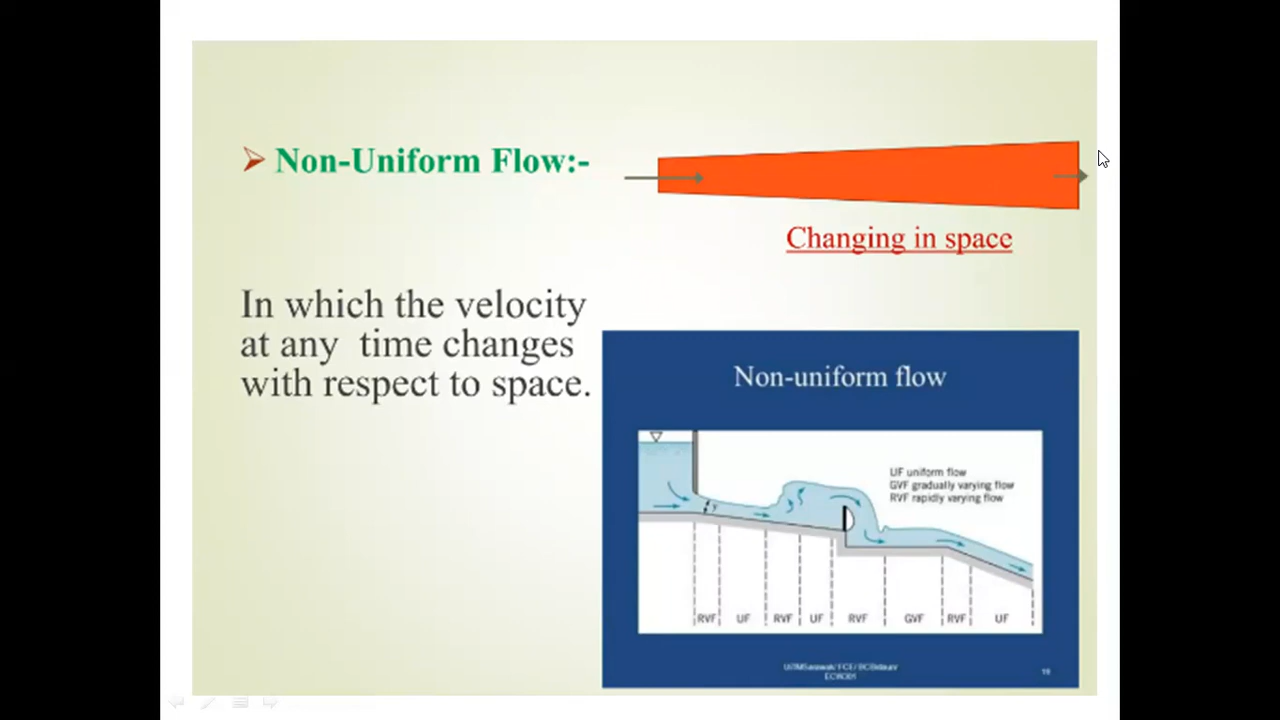 Non-Uniform Flow:-
Changing in space
In which the velocity
at any time changes
with respect to space.
Non-uniform flow
UF uniform flow
GVF gradually varying flow
RVF rapidly varying flow
y
RVF UF RVF UF RVF GVF RVF UF
19